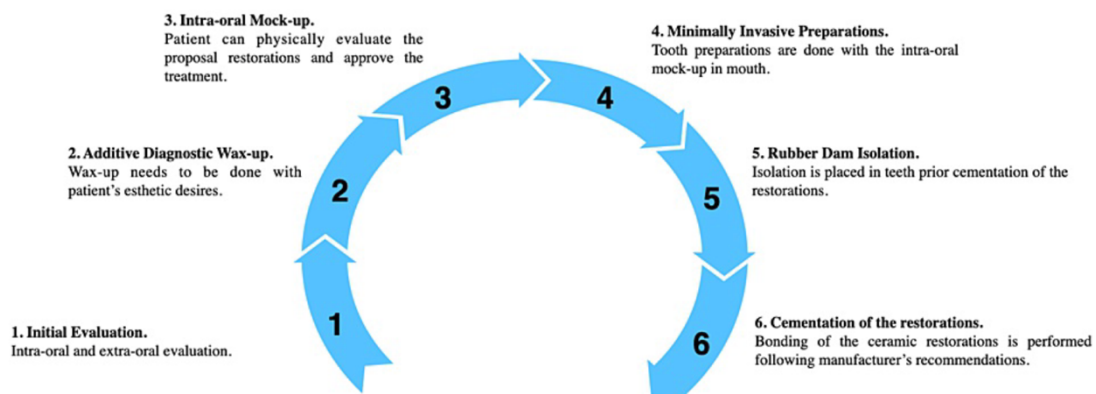 1. Initial Evaluation.
Intra-oral and extra-oral evaluation.
2. Additive Diagnostic Wax-up.
Wax-up needs to be done with
patient's esthetic desires.
3. Intra-oral Mock-up.
Patient can physically evaluate the
proposal restorations and approve the
treatment.
4. Minimally Invasive Preparations.
Tooth preparations are done with the intra-oral
mock-up in mouth.
5. Rubber Dam Isolation.
Isolation is placed in teeth prior cementation of the
restorations.
6. Cementation of the restorations.
Bonding of the ceramic restorations is performed
following manufacturer's recommendations.
1
2
3
4
5
6